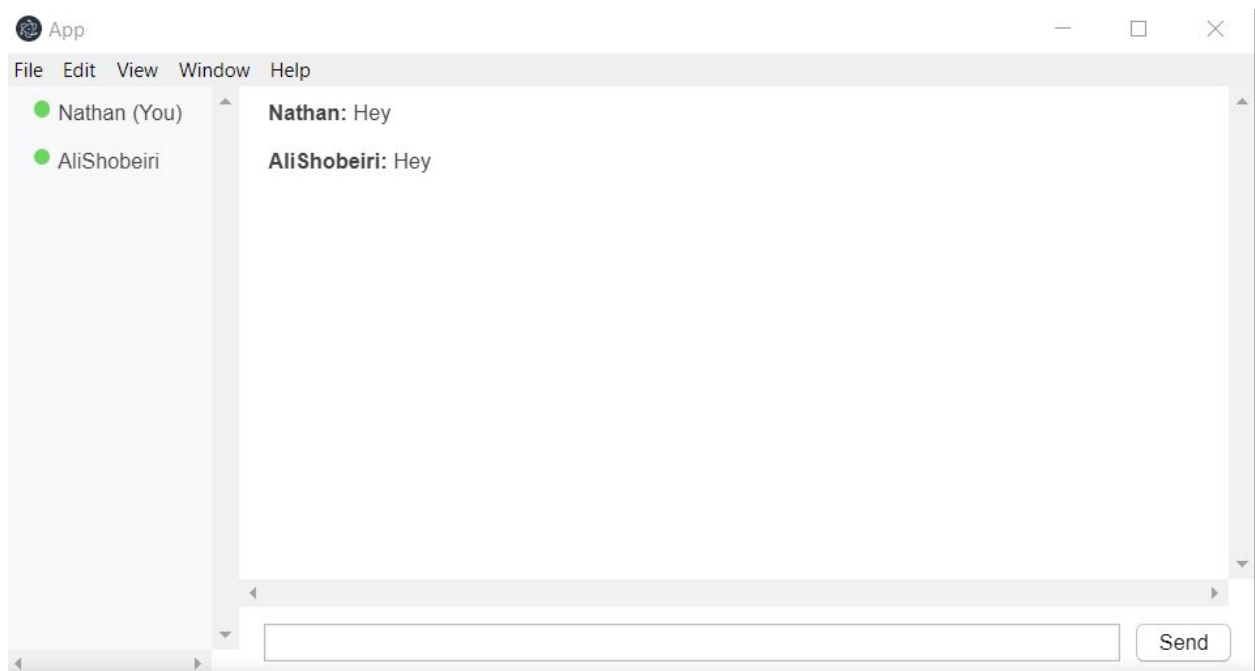 App
File Edit View Window Help
Nathan (You)
AliShobeiri
Nathan: Hey
AliShobeiri: Hey
Send